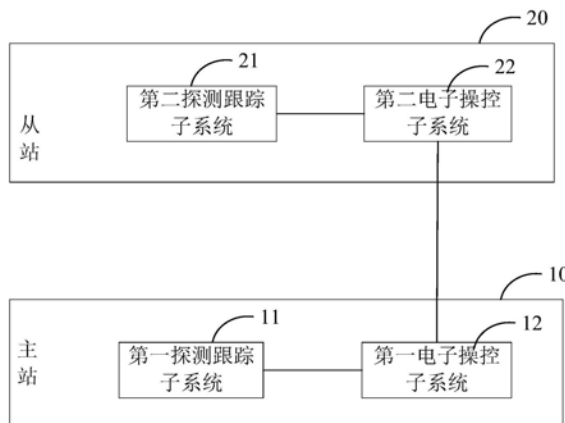 20
21
22
第二探测跟踪
子系统
第二电子操控
子系统
从
站
10
11
12
第一探测跟踪
子系统
第一电子操控
子系统
主
站